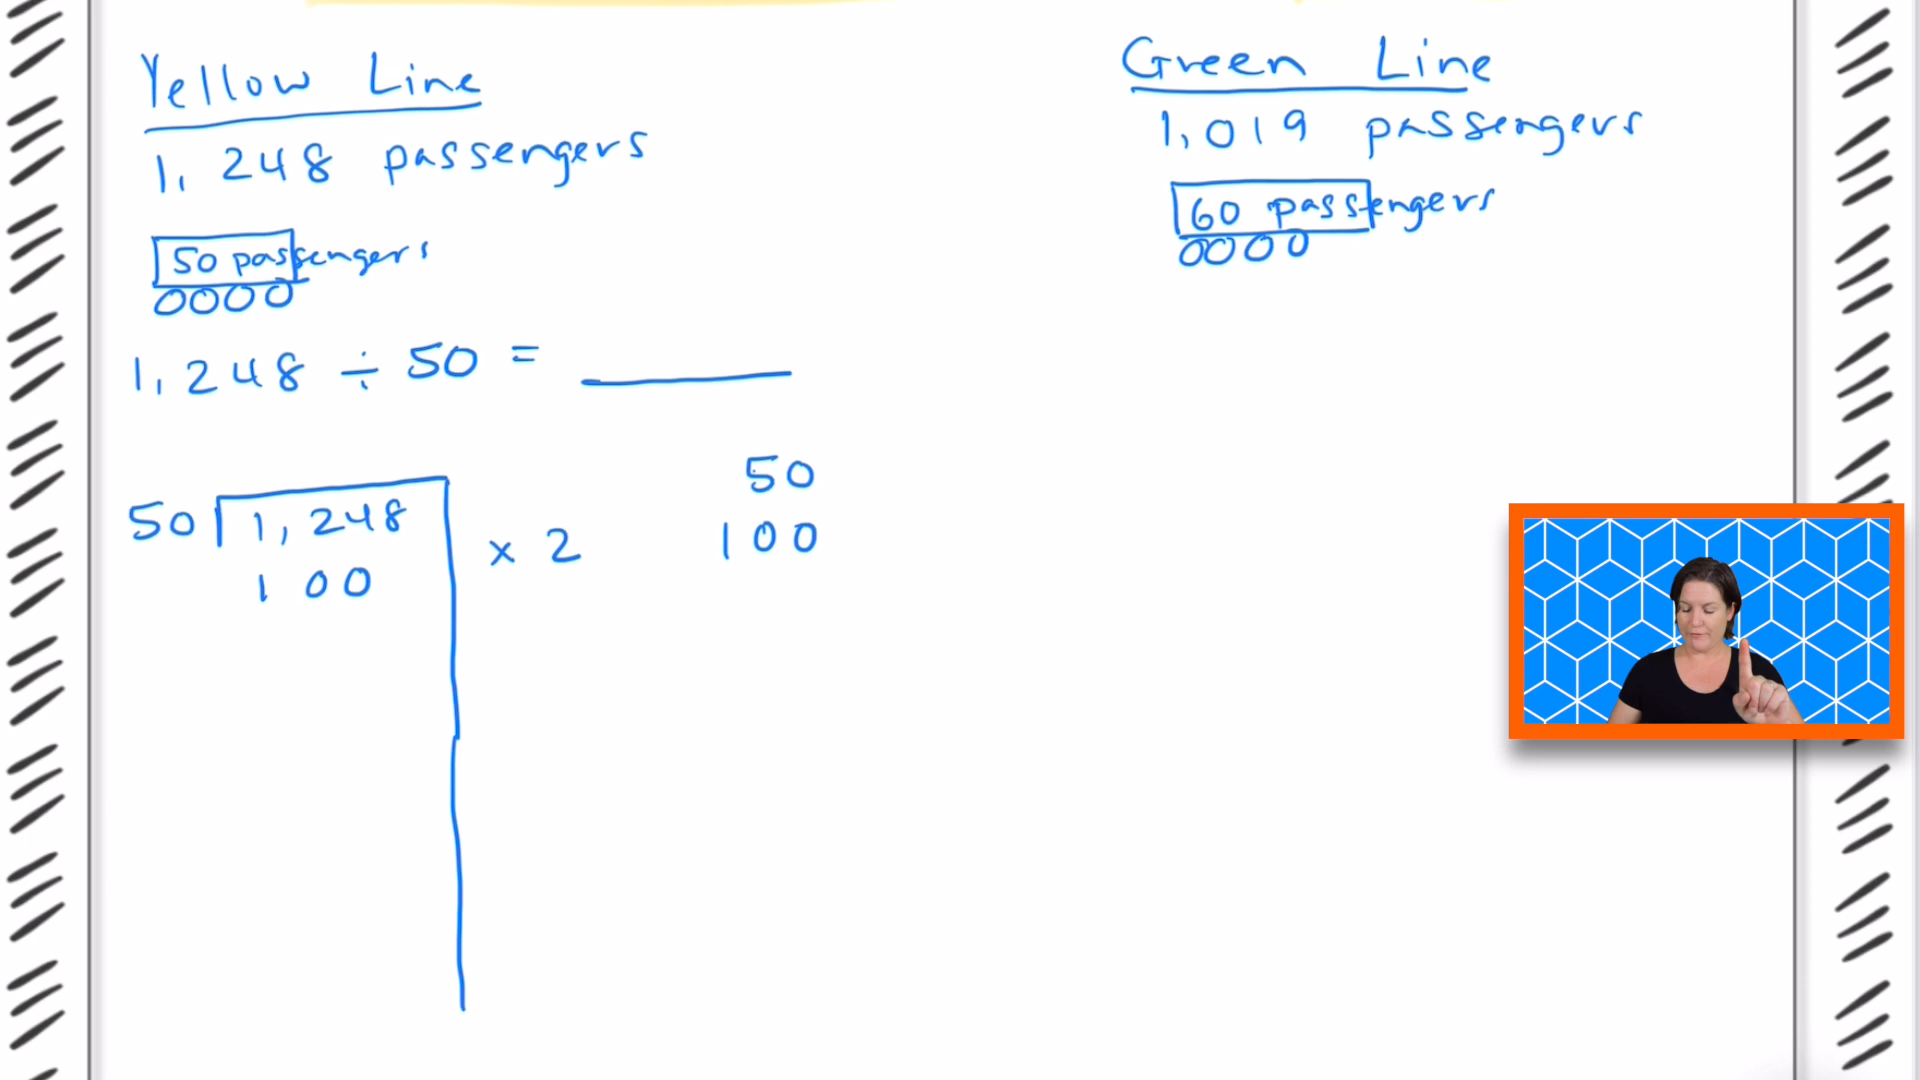 Yellow Line
1,248 passengers
50 passengers
1,248 ÷ 50 =
50 1,248 x 2
100
50
100
Green Line
1,019 passengers
60 passengers